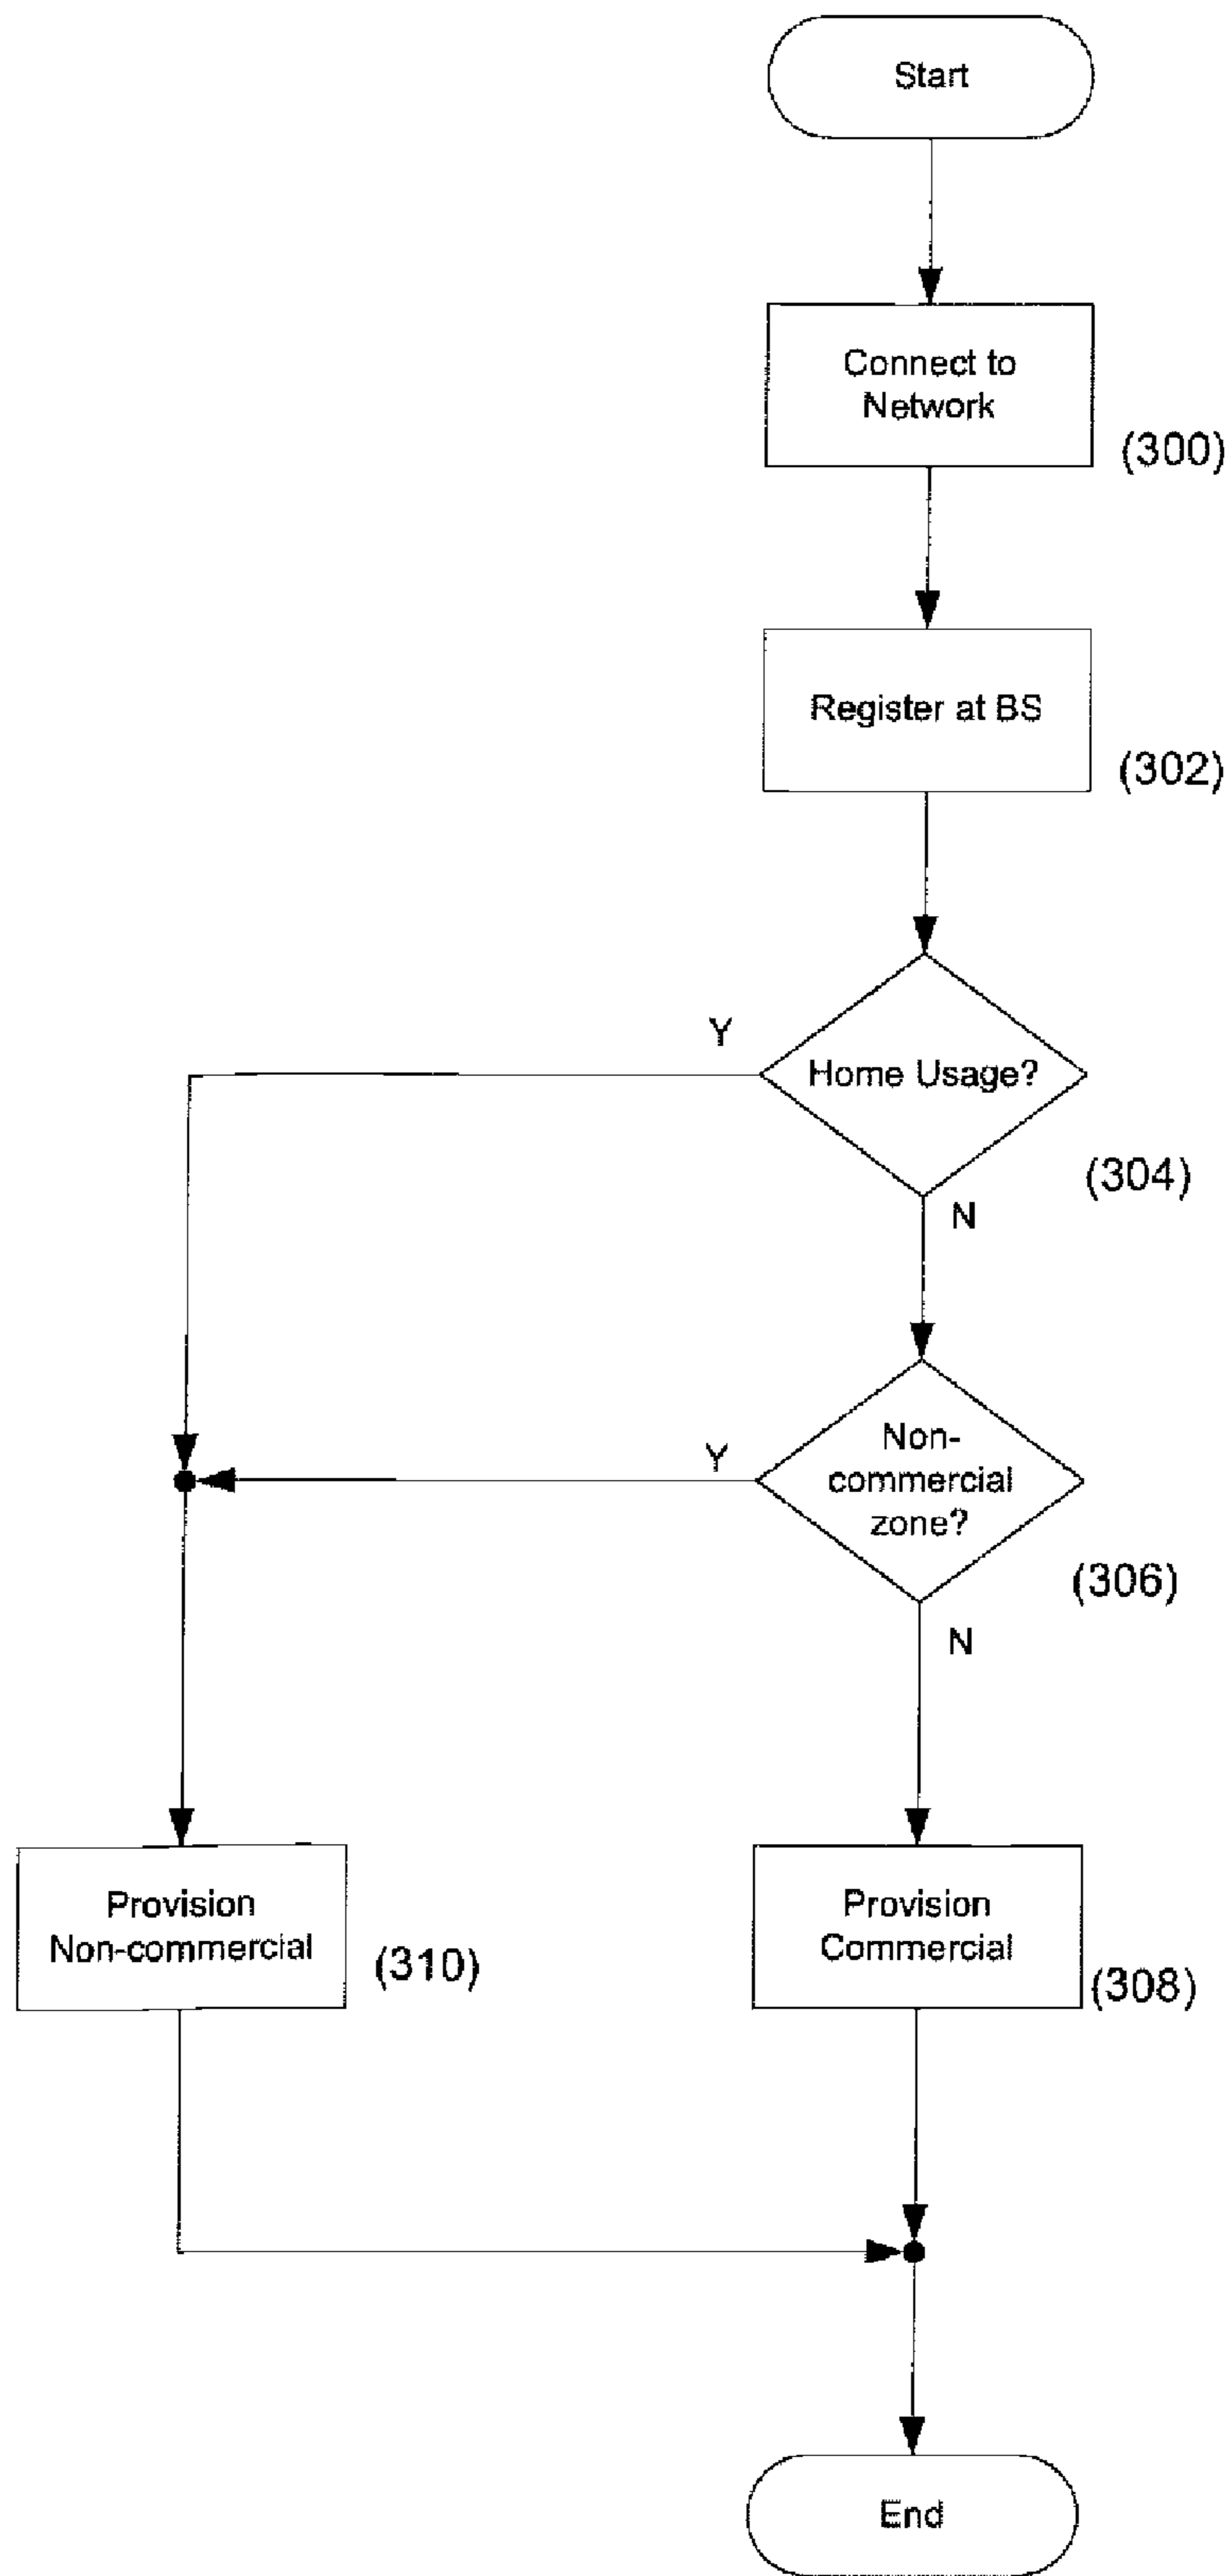 Start
Connect to
Network
(300)
Register at BS
(302)
Y
Home Usage?
(304)
N
Y
Non-
commercial
zone?
(306)
N
Provision
Non-commercial
(310)
Provision
Commercial
(308)
End